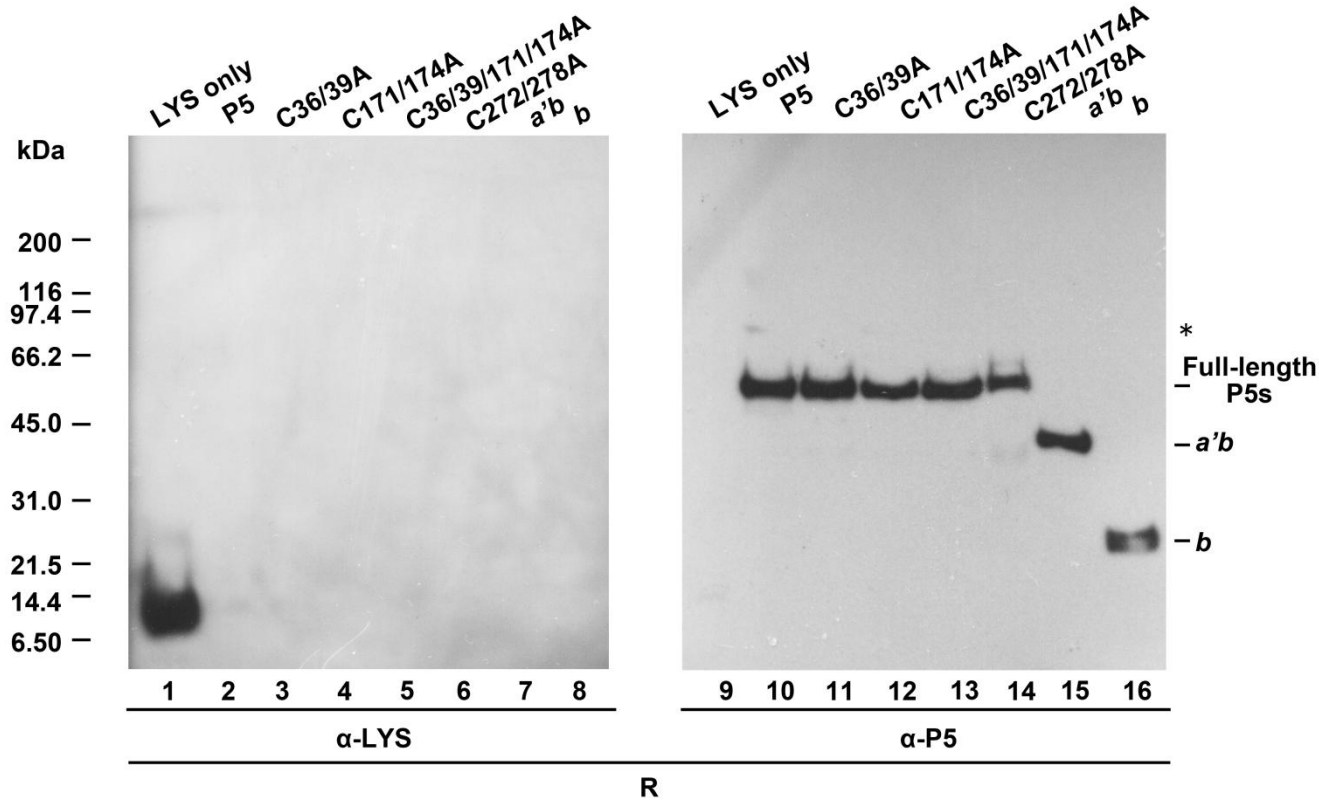 LYS only P5 C36/39A C171/174A C36/39/171/174A C272/278A a’b b
LYS only P5 C36/39A C171/174A C36/39/171/174A C272/278A a’b b
kDa
200
116
97.4
66.2
45.0
31.0
21.5
14.4
6.50
*
Full-length
P5s
a’b
b
1 2 3 4 5 6 7 8
9 10 11 12 13 14 15 16
α-LYS
α-P5
R